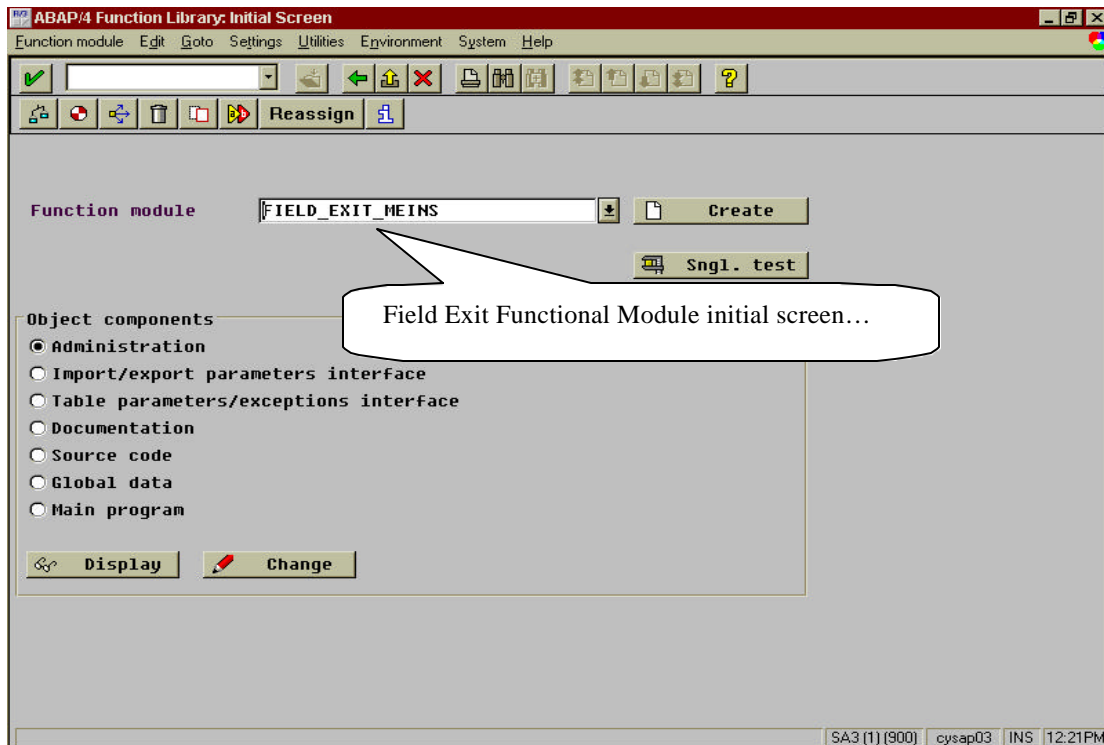 ABAP/4 Function Library: Initial Screen
Function module Edit Goto Settings Utilities Environment System Help
Reassign
Function module FIELD_EXIT_MEINS Create
Sngl. test
Field Exit Functional Module initial screen…
Object components
Administration
Import/export parameters interface
Table parameters/exceptions interface
Documentation
Source code
Global data
Main program
Display Change
SA3 (1) (900) cysap03 INS 12:21PM